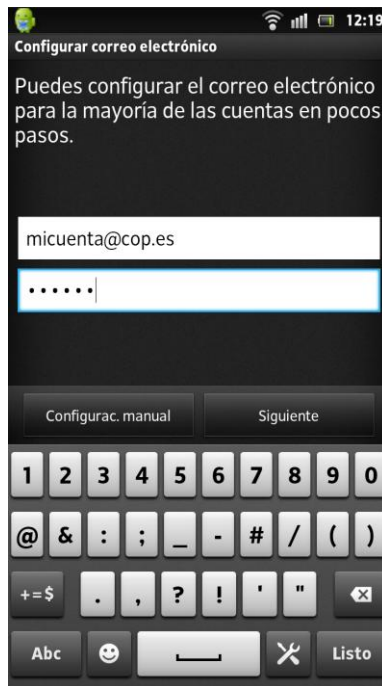 12:19
Configurar correo electrónico
Puedes configurar el correo electrónico
para la mayoría de las cuentas en pocos
pasos.
micuenta@cop.es
••••••
Configurac. manual Siguiente
1 2 3 4 5 6 7 8 9 0
@ & : ; _ - # / ( )
+=$ . , ? ! ' "
Abc Listo